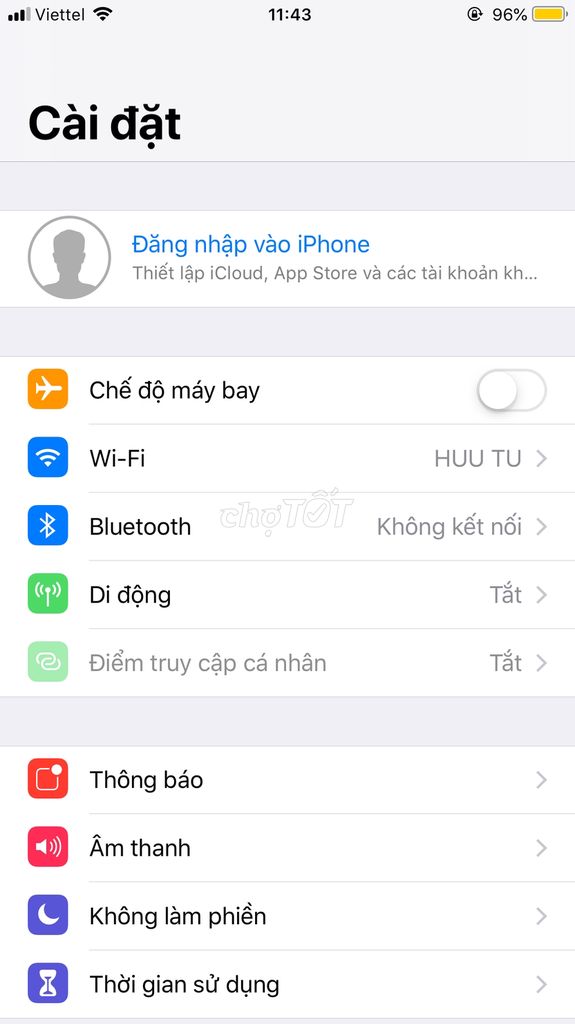 Viettel 11:43 96%
Cài đặt
Đăng nhập vào iPhone
Thiết lập iCloud, App Store và các tài khoản kh...
Chế độ máy bay
Wi-Fi HUU TU
chợTỐT
Bluetooth Không kết nối
Di động Tắt
Điểm truy cập cá nhân Tắt
Thông báo
Âm thanh
Không làm phiền
Thời gian sử dụng